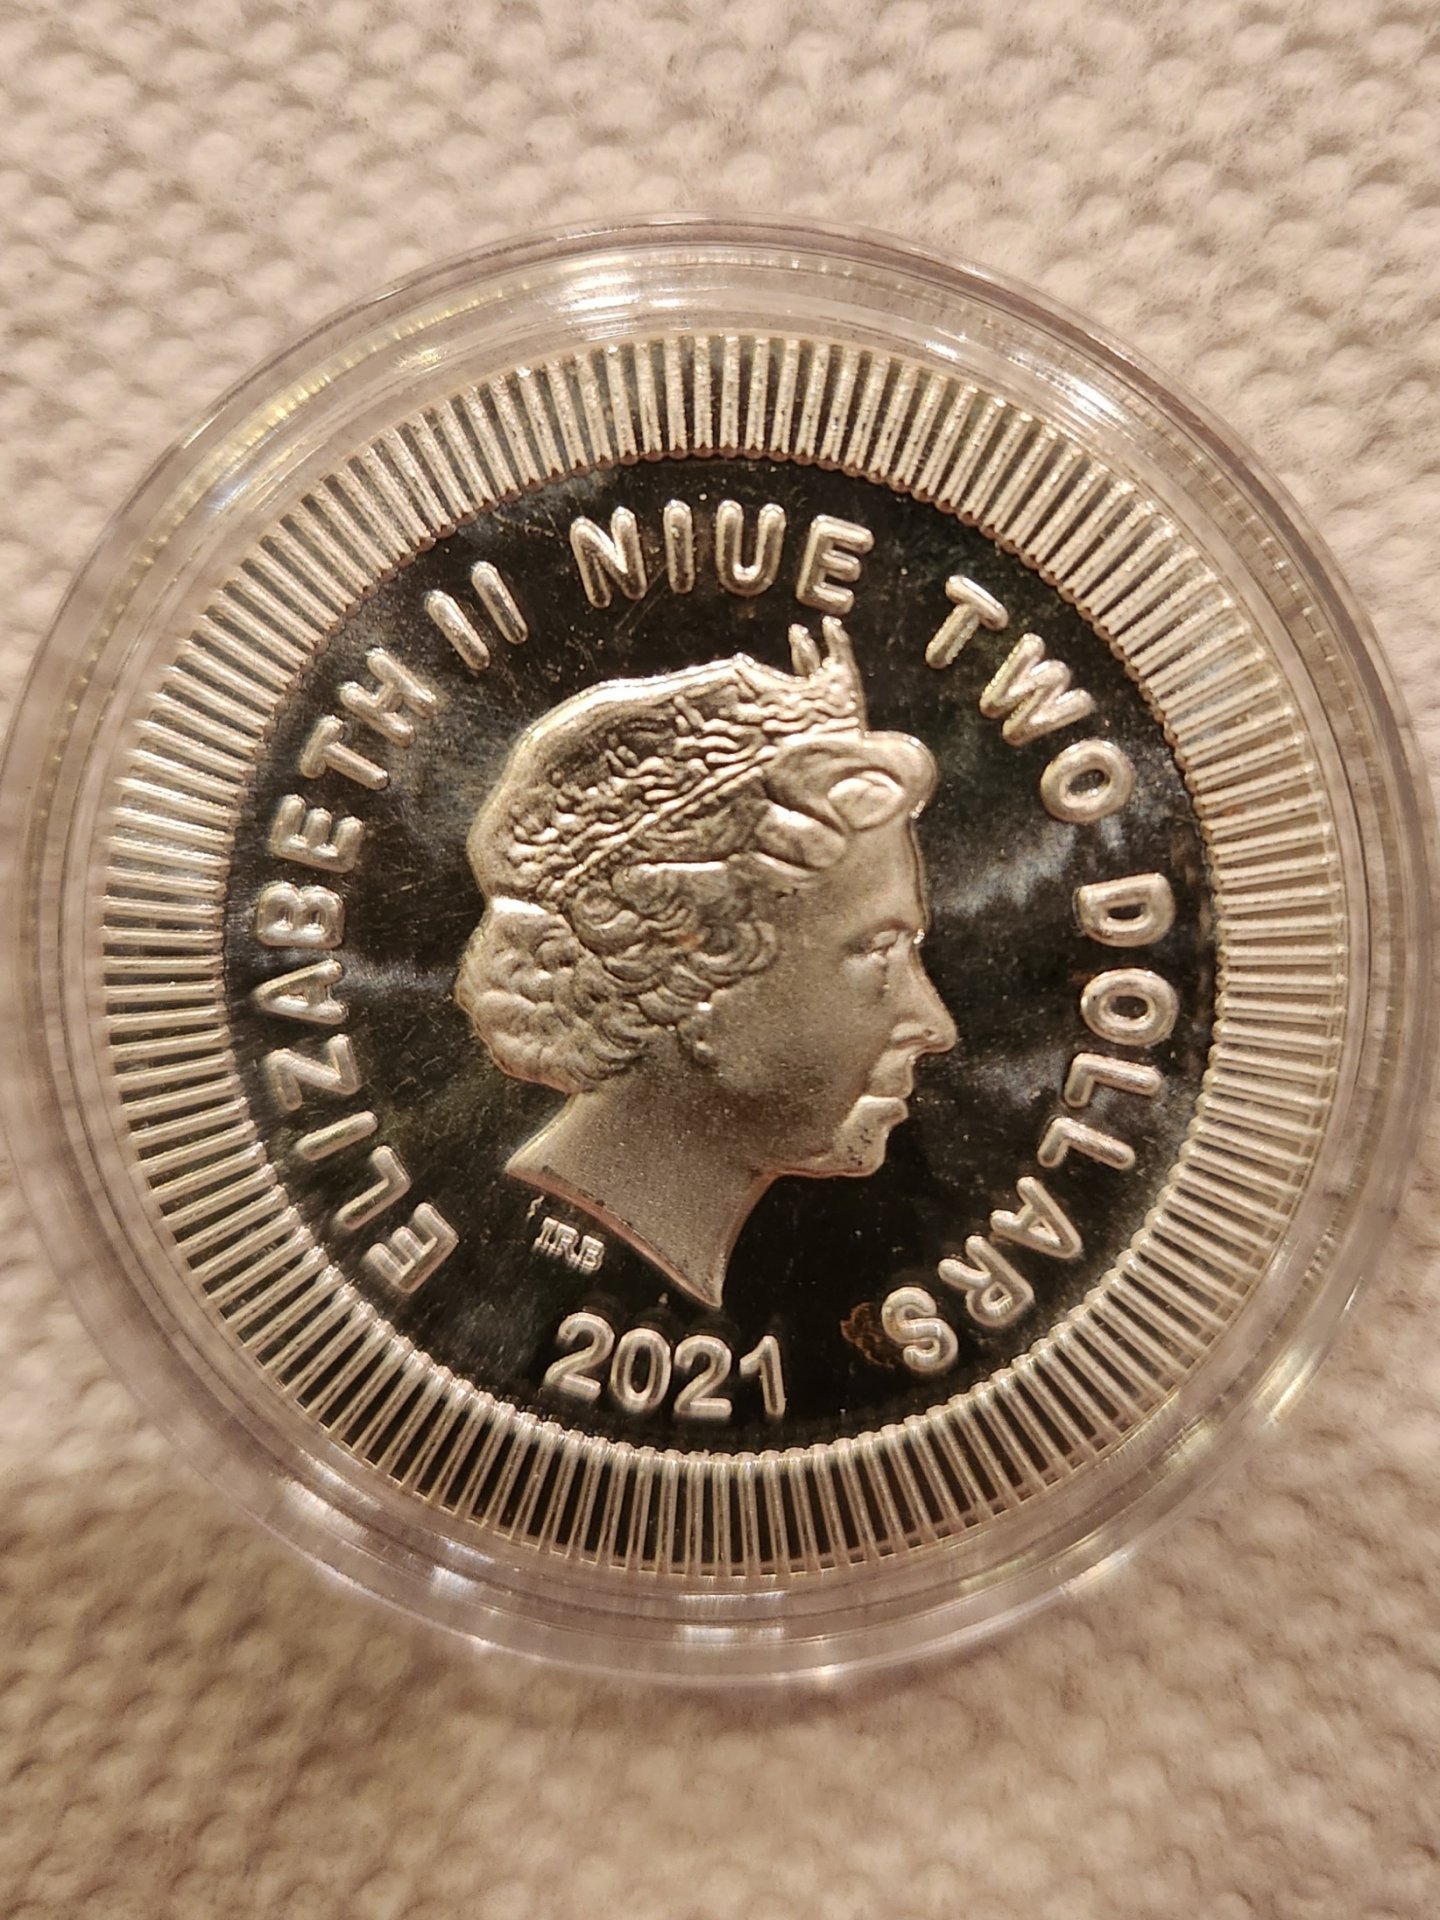 ELIZABETH II NIUE TWO DOLLARS
IRB
2021